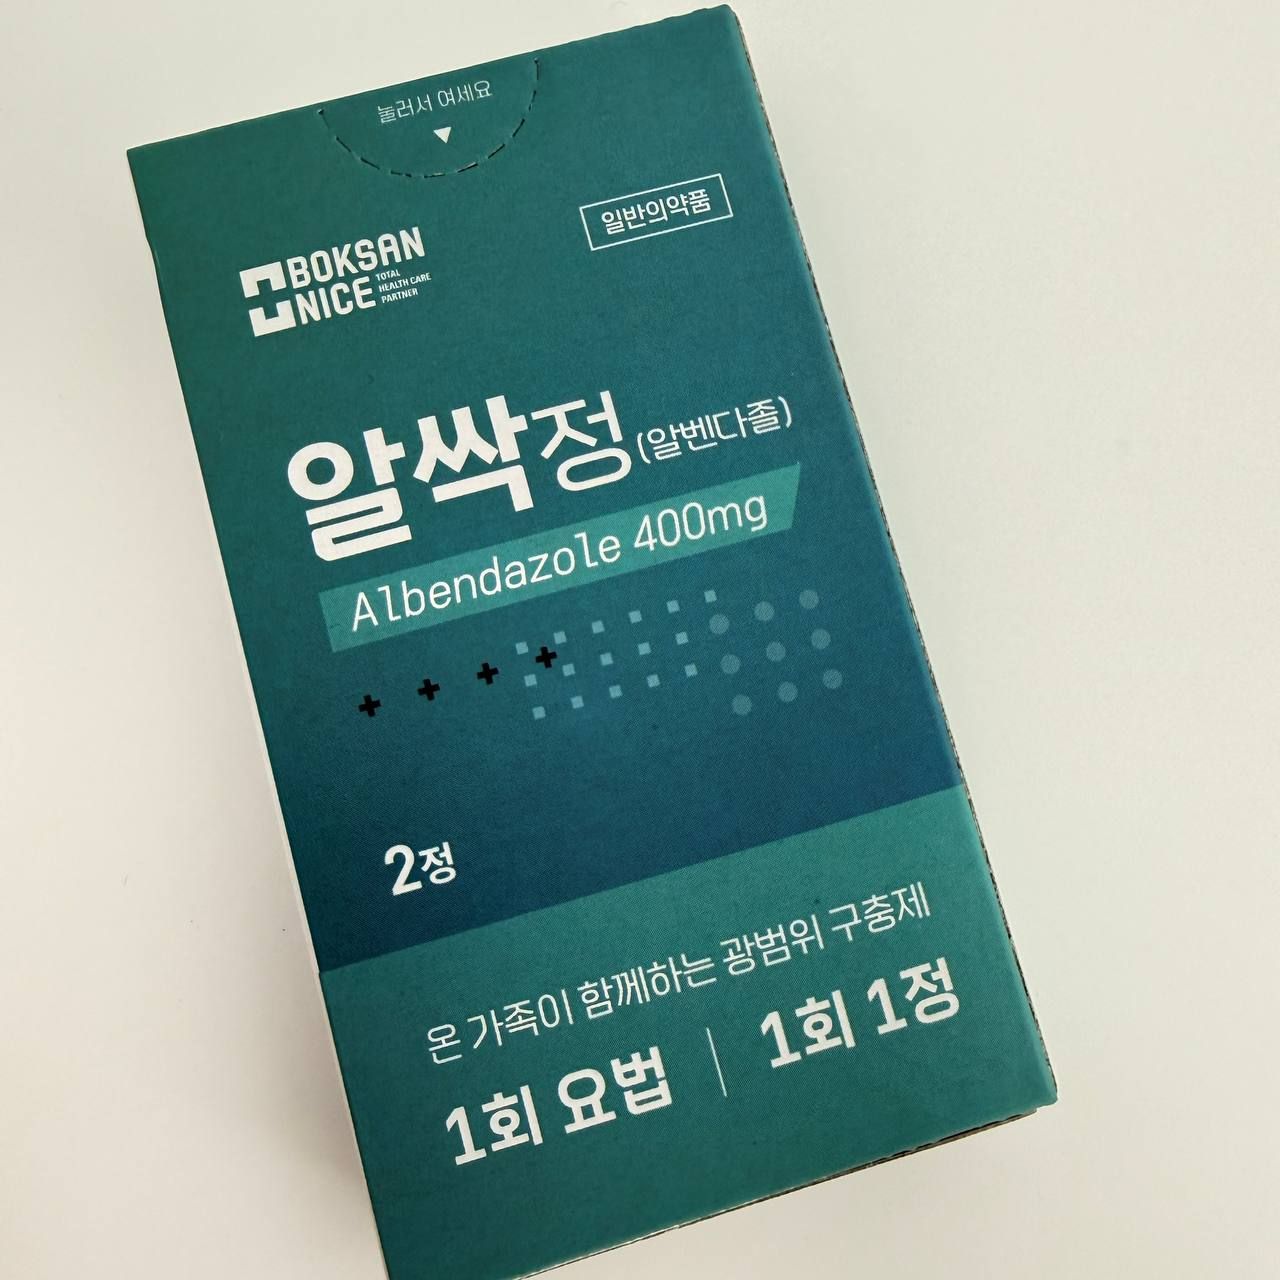 눌러서 여세요
일반의약품
BOKSAN
NICE
TOTAL
HEALTH CARE
PARTNER
알싹정(알벤다졸)
Albendazole 400mg
2정
온 가족이 함께하는 광범위 구충제
1회 요법 | 1회 1정